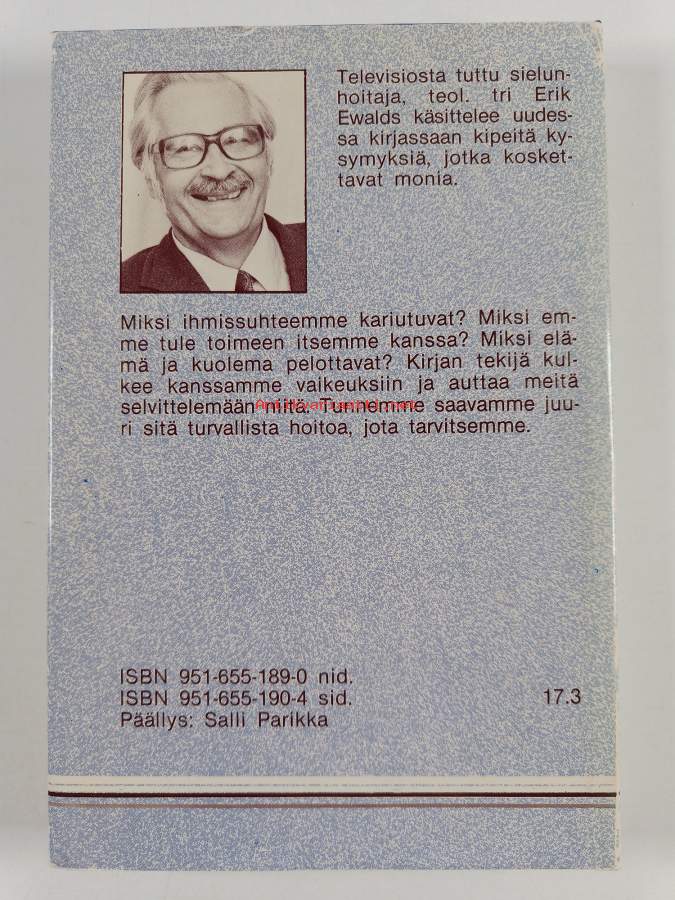 Televisiosta tuttu sielun-
hoitaja, teol. tri Erik
Ewalds käsittelee uudes-
sa kirjassaan kipeitä ky-
symyksiä, jotka kosket-
tavat monia.
Miksi ihmissuhteemme kariutuvat? Miksi em-
me tule toimeen itsemme kanssa? Miksi elä-
mä ja kuolema pelottavat? Kirjan tekijä kul-
kee kanssamme vaikeuksiin ja auttaa meitä
selvittelemään niitä. Tunnumme saavamme juu-
ri sitä turvallista hoitoa, jota tarvitsemme.
ISBN 951-655-189-0 nid.
ISBN 951-655-190-4 sid.
Päällys: Salli Parikka
17.3